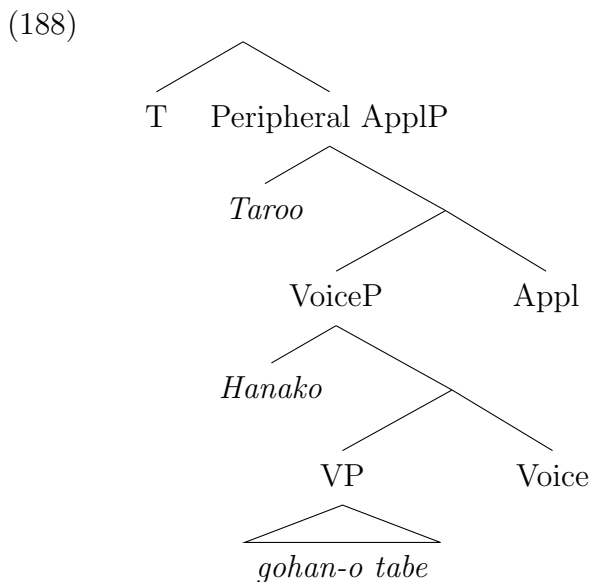 (188)
T Peripheral ApplP
Taroo
VoiceP Appl
Hanako
VP Voice
gohan-o tabe